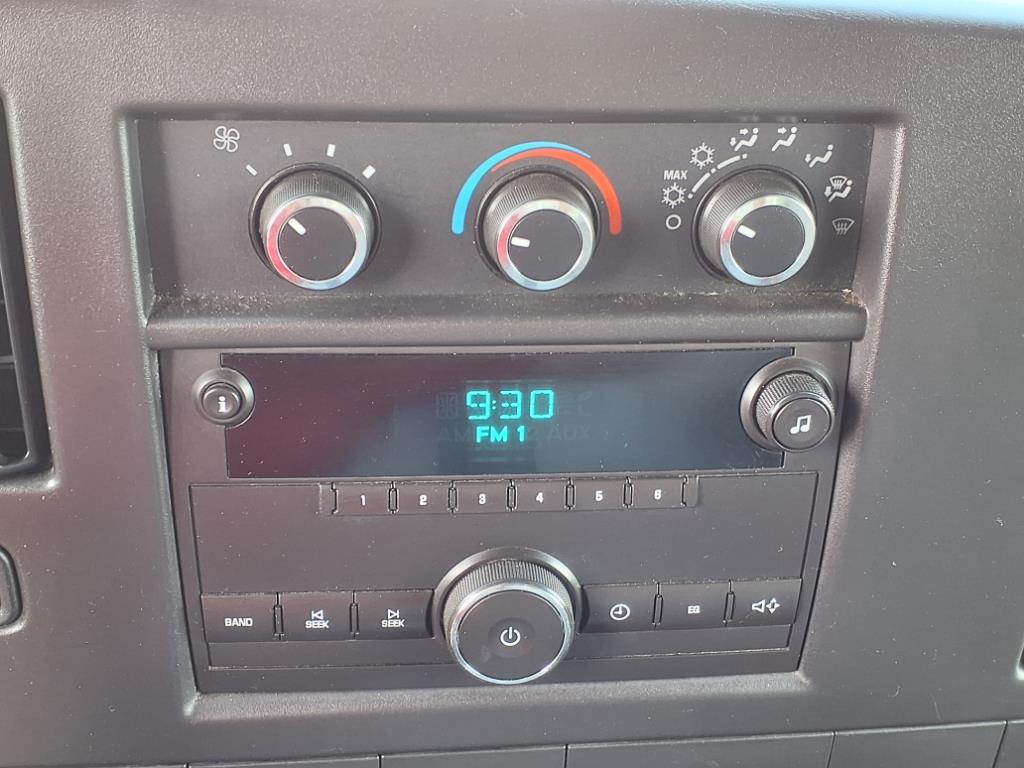 MAX
9:30
FM 1
i
1 2 3 4 5 6
BAND
SEEK
SEEK
EQ